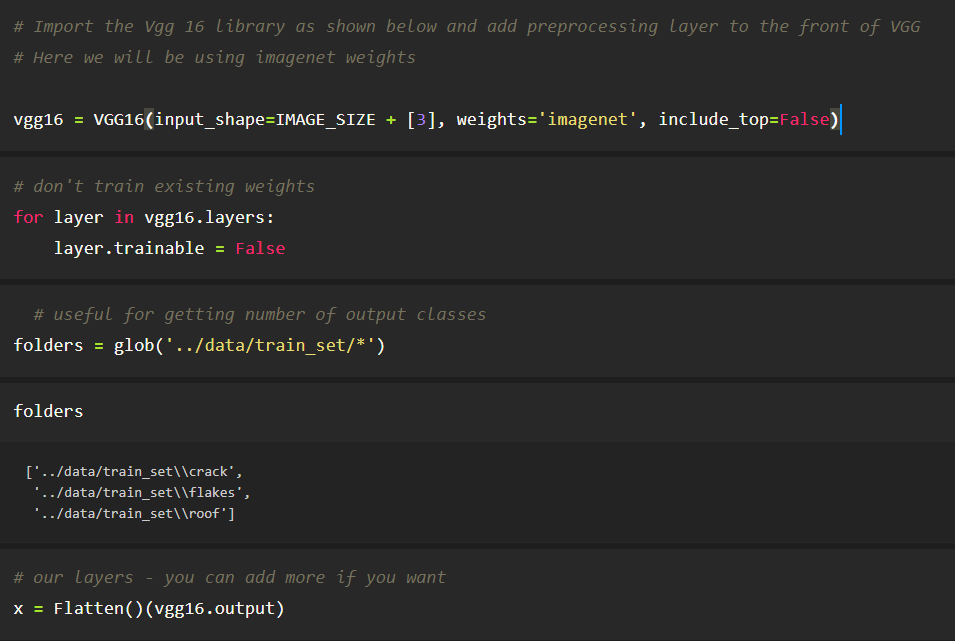 # Import the Vgg 16 library as shown below and add preprocessing layer to the front of VGG
# Here we will be using imagenet weights
vgg16 = VGG16(input_shape=IMAGE_SIZE + [3], weights='imagenet', include_top=False)
# don't train existing weights
for layer in vgg16.layers:
    layer.trainable = False
  # useful for getting number of output classes
folders = glob('../data/train_set/*')
folders
['../data/train_set\\crack',
 '../data/train_set\\flakes',
 '../data/train_set\\roof']
# our layers - you can add more if you want
x = Flatten()(vgg16.output)